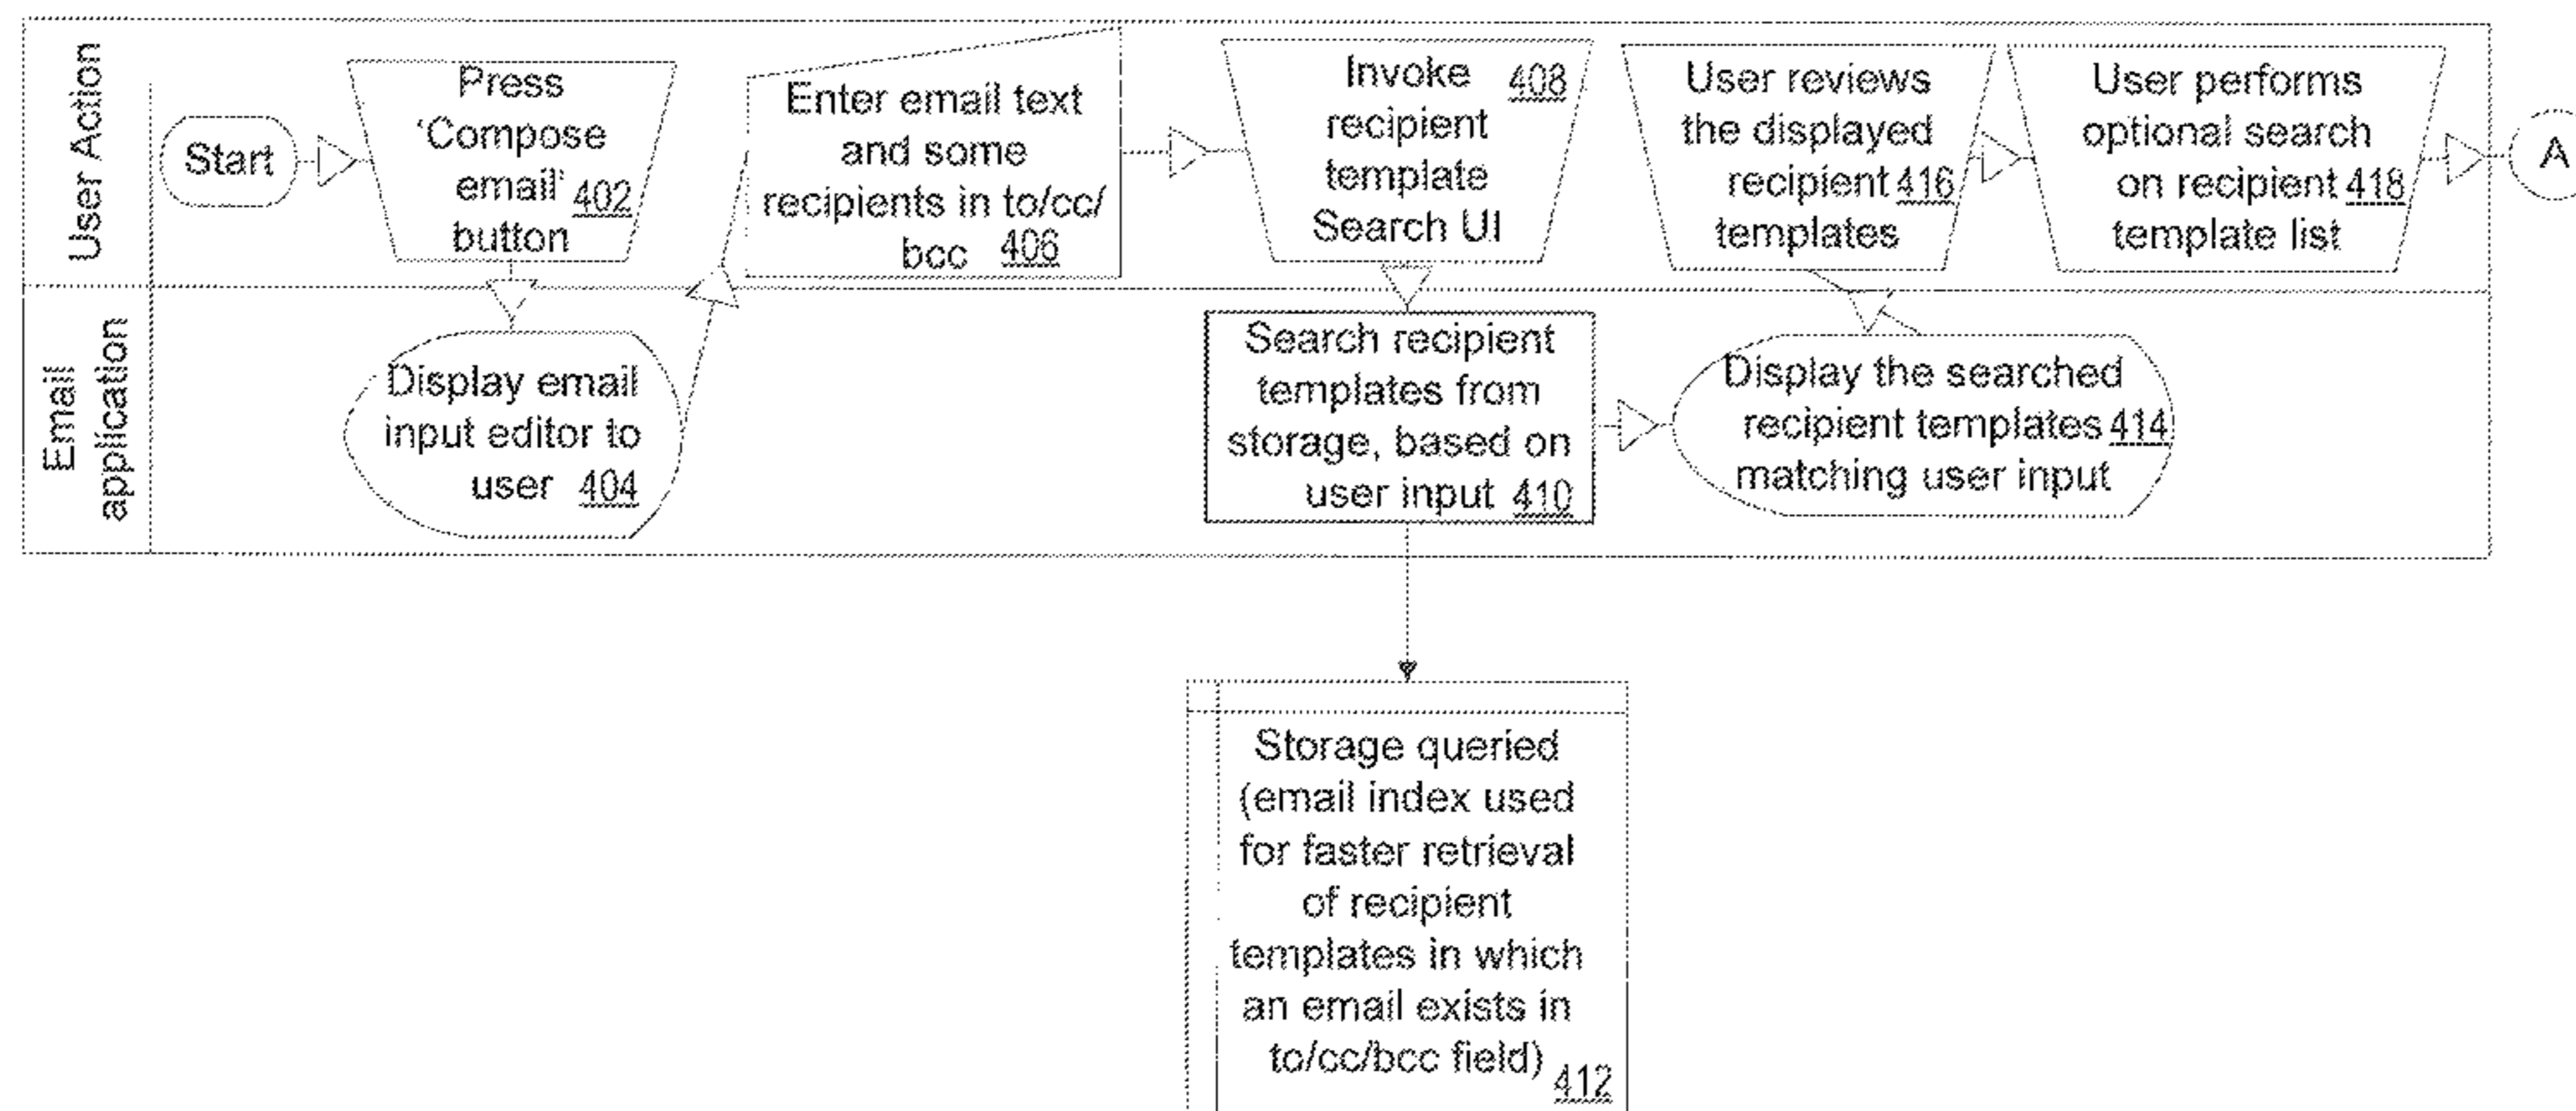 User Action
Start
Press
‘Compose
email’ 402
button
Enter email text
and some
recipients in to/cc/
bcc 406
Invoke 408
recipient
template
Search UI
User reviews
the displayed
recipient 416
templates
User performs
optional search
on recipient 418
template list
A
Email
application
Display email
input editor to
user 404
Search recipient
templates from
storage, based on
user input 410
Display the searched
recipient templates 414
matching user input
Storage queried
(email index used
for faster retrieval
of recipient
templates in which
an email exists in
to/cc/bcc field) 412